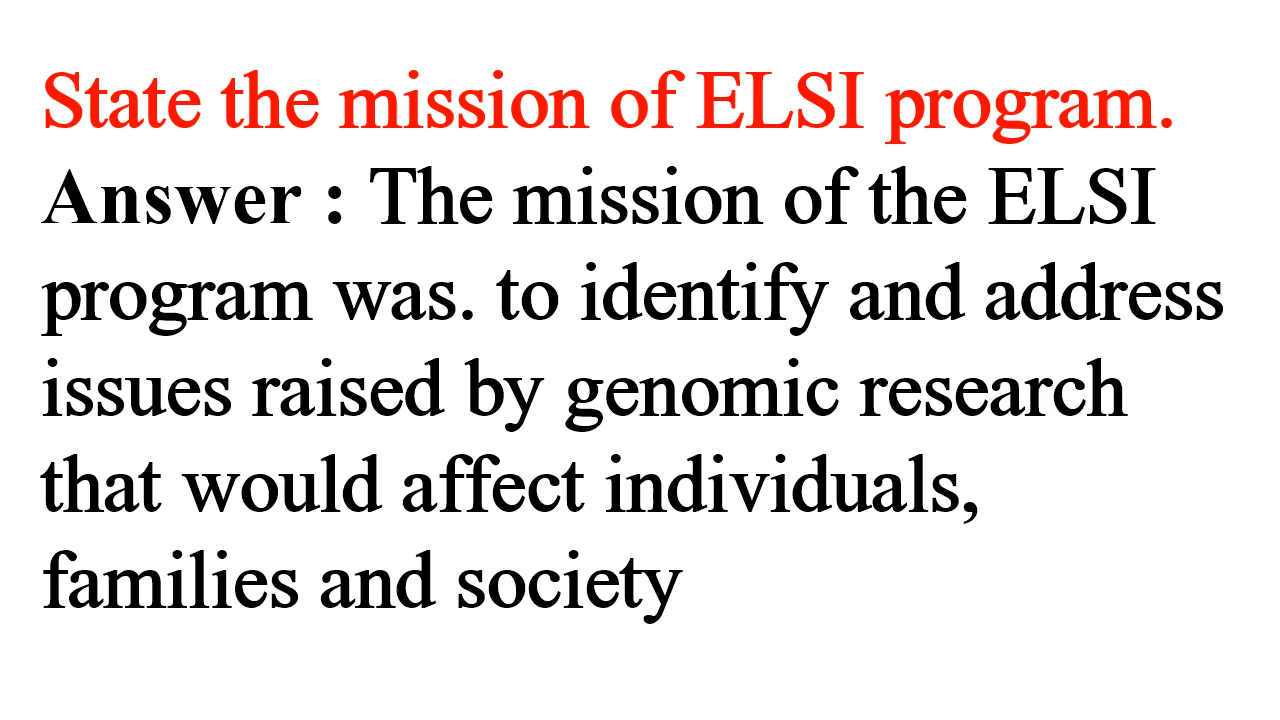 State the mission of ELSI program.
Answer : The mission of the ELSI
program was. to identify and address
issues raised by genomic research
that would affect individuals,
families and society